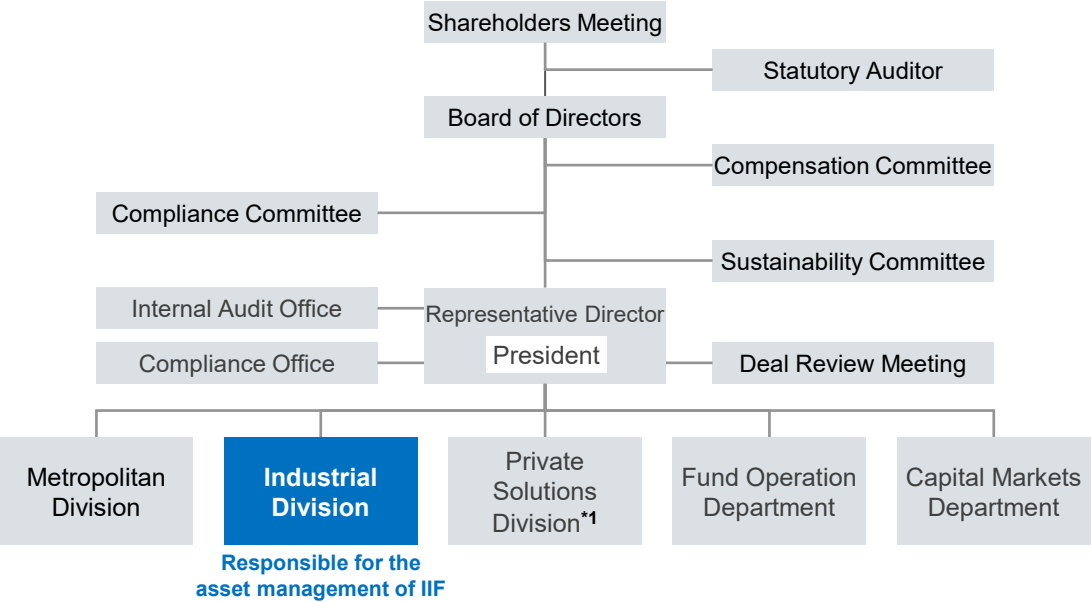 Shareholders Meeting
Statutory Auditor
Board of Directors
Compensation Committee
Compliance Committee
Sustainability Committee
Internal Audit Office
Representative Director
President
Compliance Office
Deal Review Meeting
Metropolitan
Division
Industrial
Division
Private
Solutions
Division*1
Fund Operation
Department
Capital Markets
Department
Responsible for the
asset management of IIF